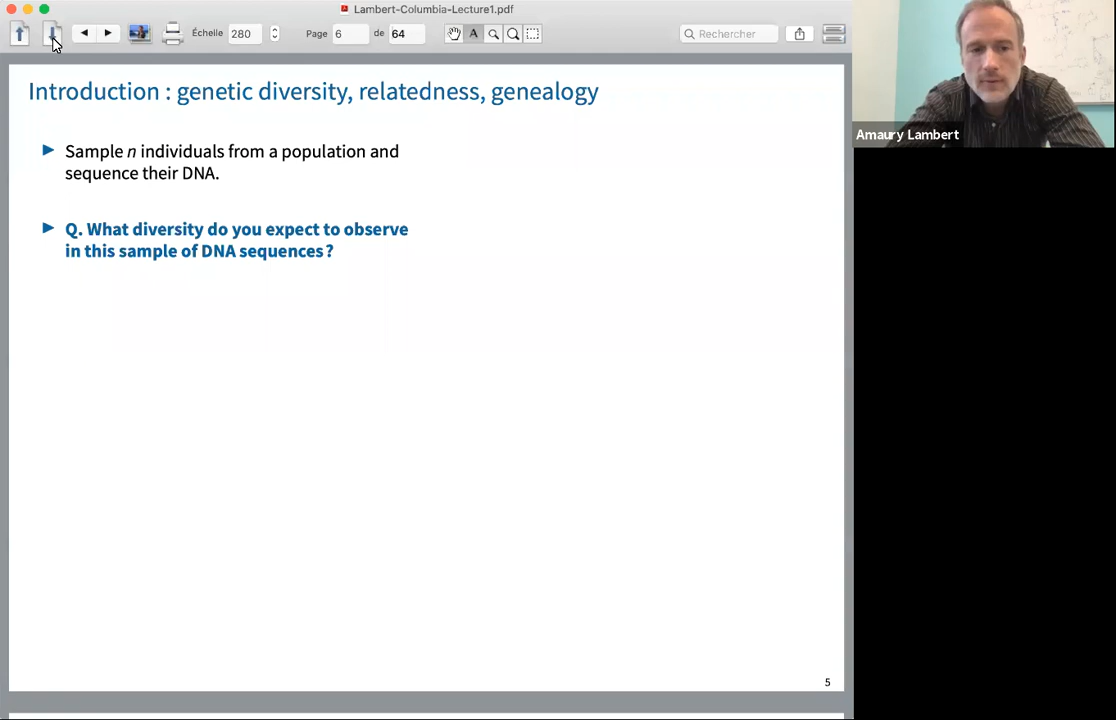 Lambert-Columbia-Lecture1.pdf
Échelle 280 Page 6 de 64 A Rechercher
Introduction : genetic diversity, relatedness, genealogy
Sample n individuals from a population and
sequence their DNA.
Q. What diversity do you expect to observe
in this sample of DNA sequences ?
5
Amaury Lambert